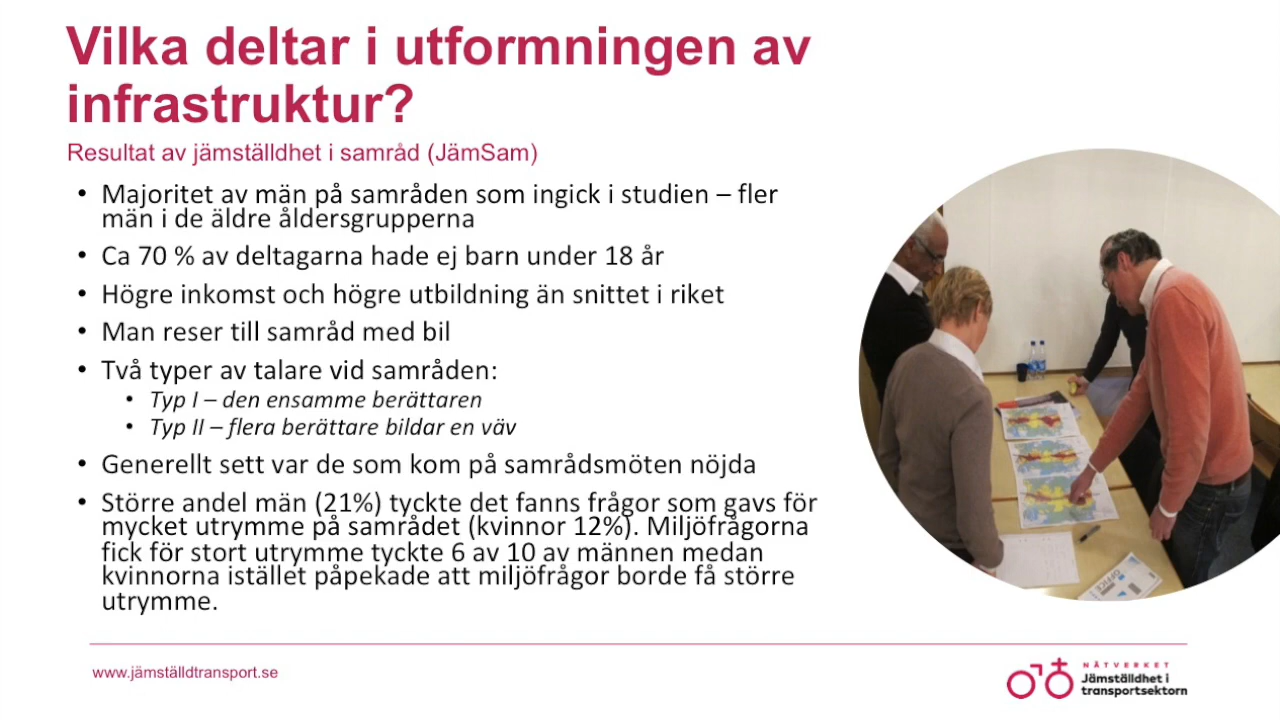 Vilka deltar i utformningen av
infrastruktur?
Resultat av jämställdhet i samråd (JämSam)
• Majoritet av män på samråden som ingick i studien – fler
män i de äldre åldersgrupperna
• Ca 70 % av deltagarna hade ej barn under 18 år
• Högre inkomst och högre utbildning än snittet i riket
• Man reser till samråd med bil
• Två typer av talare vid samråden:
• Typ I – den ensamme berättaren
• Typ II – flera berättare bildar en väv
• Generellt sett var de som kom på samrådsmöten nöjda
• Större andel män (21%) tyckte det fanns frågor som gavs för
mycket utrymme på samrådet (kvinnor 12%). Miljöfrågorna
fick för stort utrymme tyckte 6 av 10 av männen medan
kvinnorna istället påpekade att miljöfrågor borde få större
utrymme.
OFFICE
www.jämställdtransport.se
NÄTVERKET
Jämställdhet i
transportsektorn